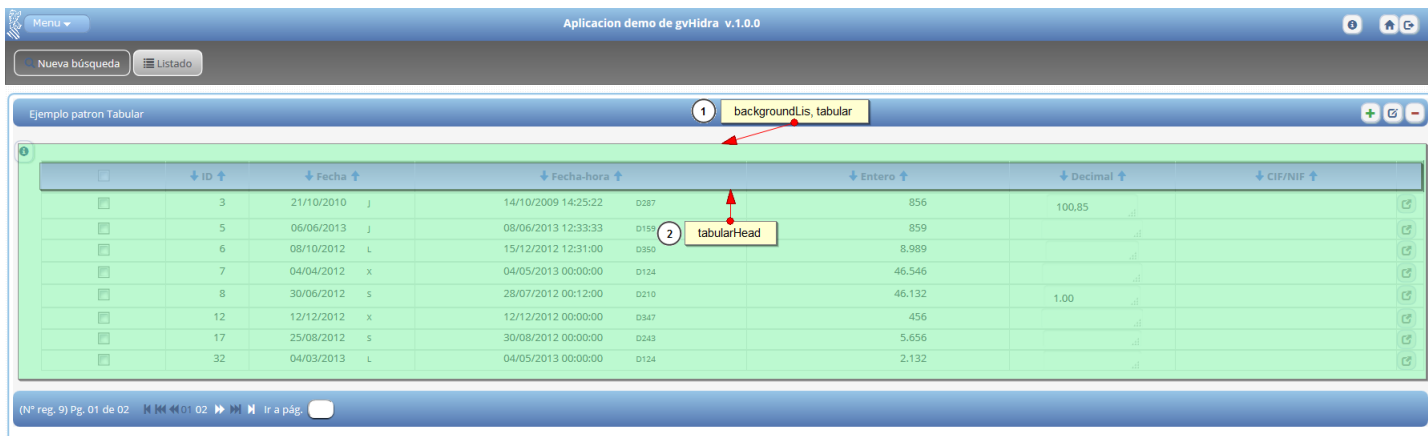 Menu
Aplicacion demo de gvHidra v.1.0.0
Nueva búsqueda Listado
Ejemplo patron Tabular
1 backgroundLis, tabular
ID Fecha Fecha-hora Entero Decimal CIF/NIF
3 21/10/2010 J 14/10/2009 14:25:22 D287 856 100,85
5 06/06/2013 J 08/06/2013 12:33:33 D159 859
2 tabularHead
6 08/10/2012 L 15/12/2012 12:31:00 D350 8.989
7 04/04/2012 X 04/05/2013 00:00:00 D124 46.546
8 30/06/2012 S 28/07/2012 00:12:00 D210 46.132 1.00
12 12/12/2012 X 12/12/2012 00:00:00 D347 456
17 25/08/2012 S 30/08/2012 00:00:00 D243 5.656
32 04/03/2013 L 04/05/2013 00:00:00 D124 2.132
(Nº reg. 9) Pg. 01 de 02 01 02 Ir a pág.